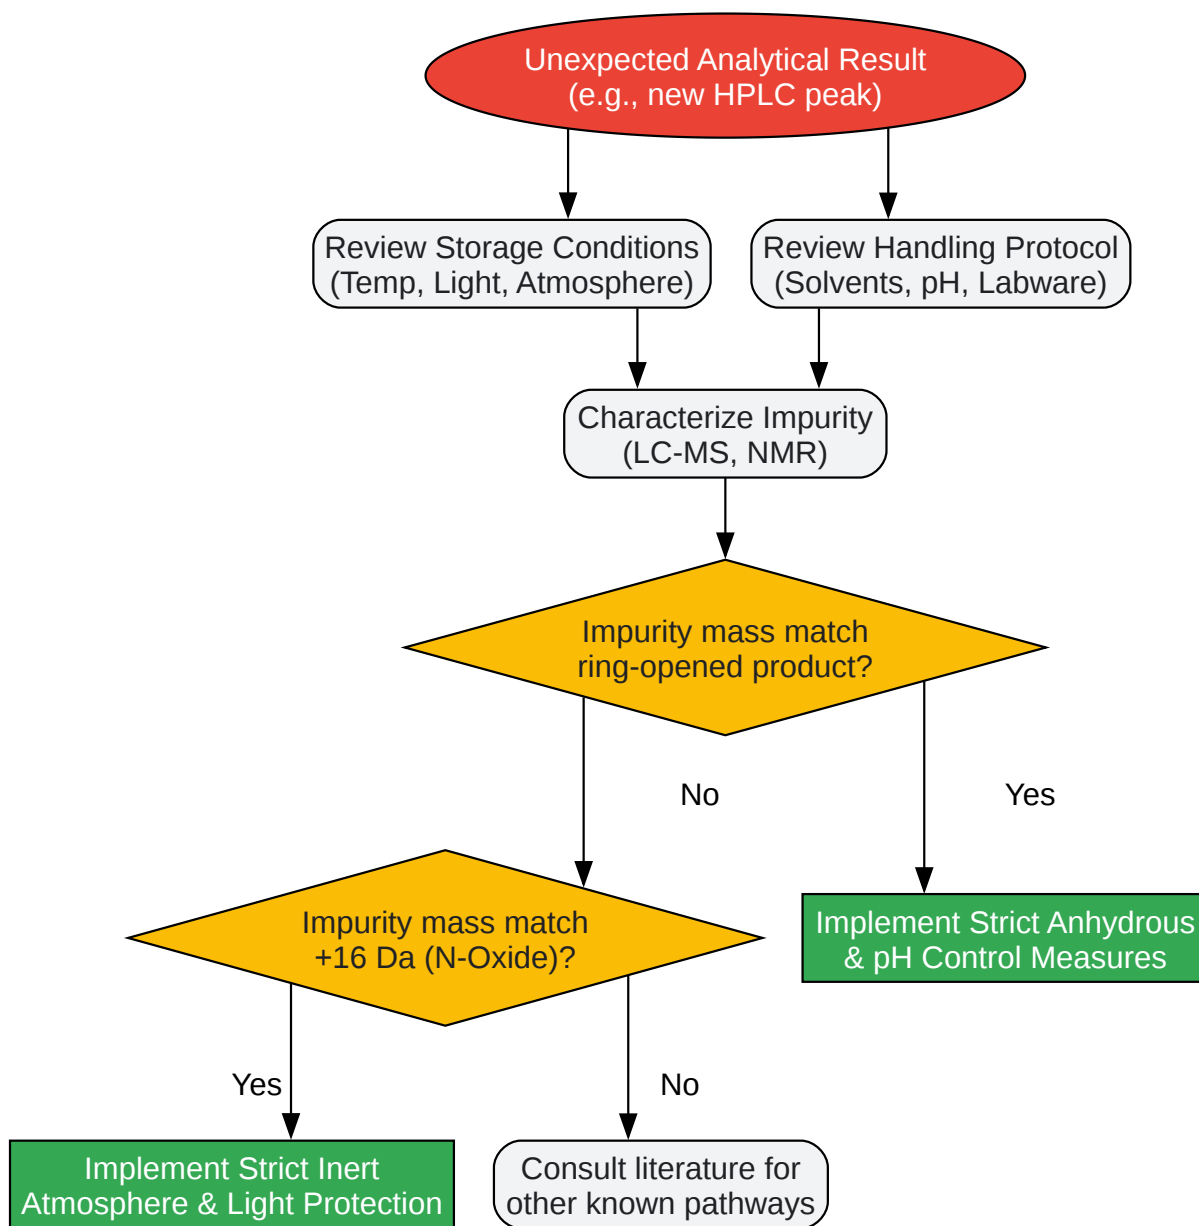 Unexpected Analytical Result
(e.g., new HPLC peak)
Review Storage Conditions
(Temp, Light, Atmosphere)
Review Handling Protocol
(Solvents, pH, Labware)
Characterize Impurity
(LC-MS, NMR)
Impurity mass match
ring-opened product?
No
Yes
Impurity mass match
+16 Da (N-Oxide)?
Implement Strict Anhydrous
& pH Control Measures
Yes
No
Implement Strict Inert
Atmosphere & Light Protection
Consult literature for
other known pathways